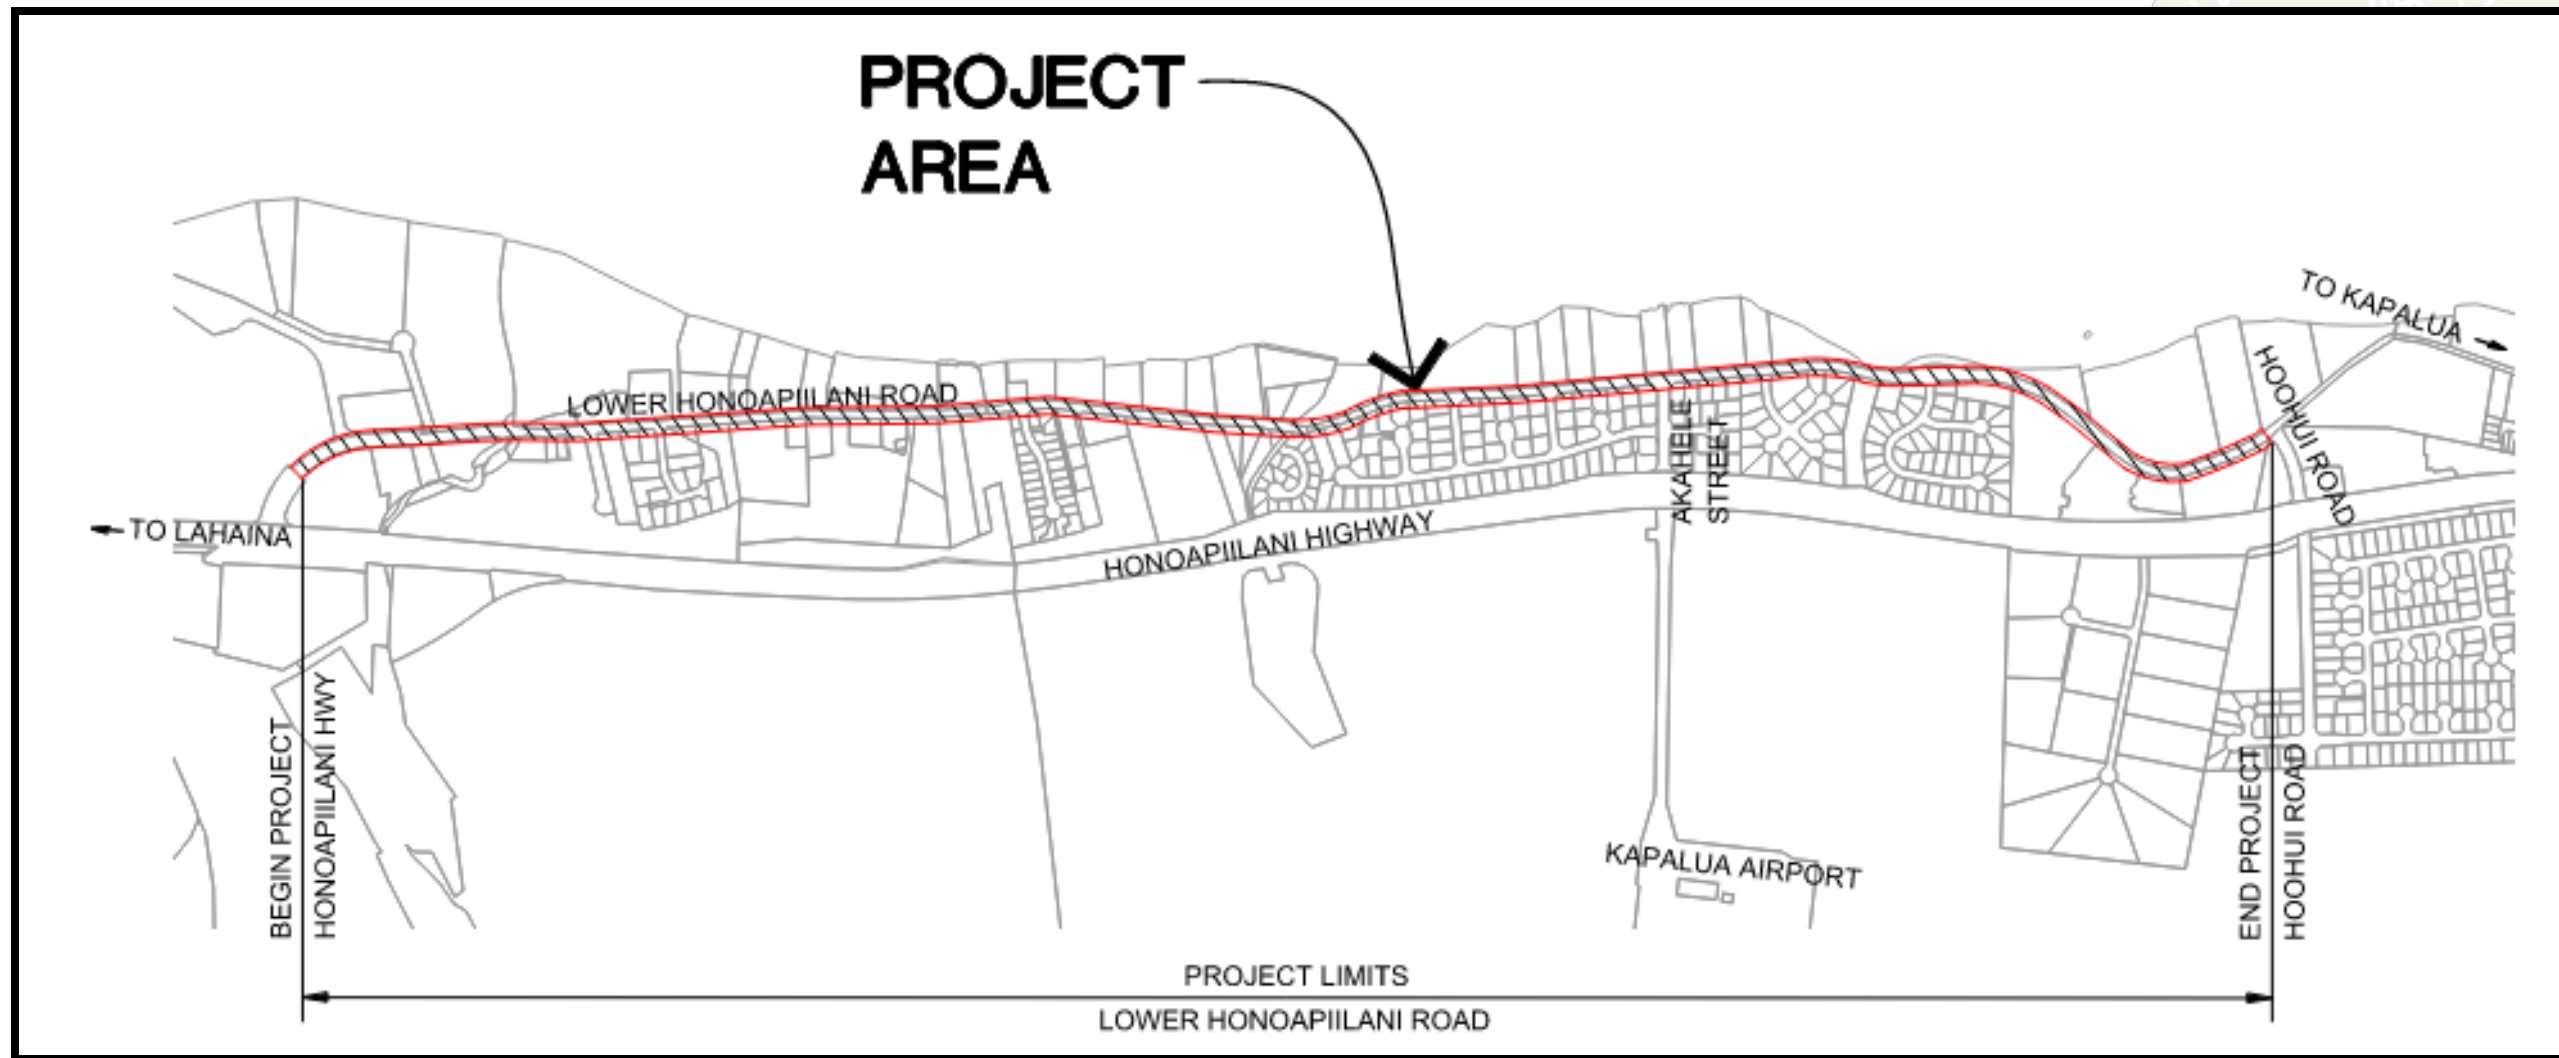 PROJECT
AREA
TO KAPALUA
HOOHUI ROAD
LOWER HONOAPIILANI ROAD
AKAHELE
STREET
TO LAHAINA
HONOAPIILANI HIGHWAY
BEGIN PROJECT
HONOAPIILANI HWY
KAPALUA AIRPORT
END PROJECT
HOOHUI ROAD
PROJECT LIMITS
LOWER HONOAPIILANI ROAD